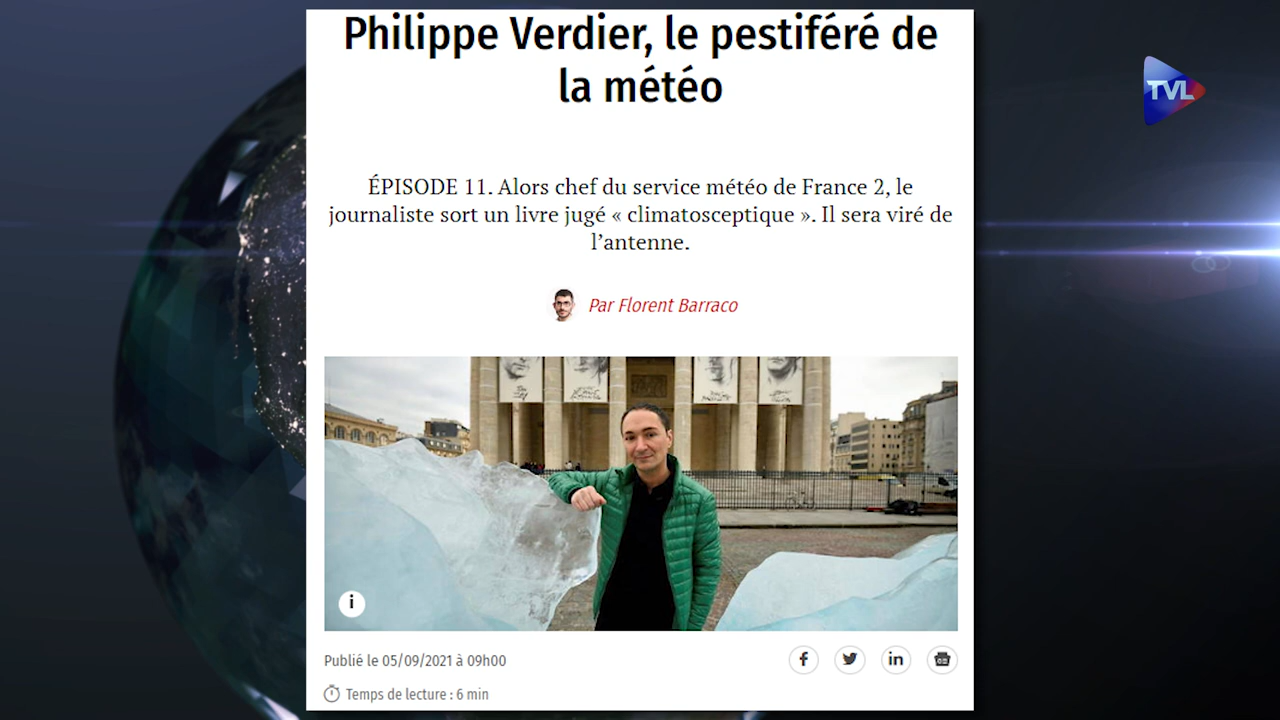 Philippe Verdier, le pestiféré de
la météo
TVL
ÉPISODE 11. Alors chef du service météo de France 2, le
journaliste sort un livre jugé « climatosceptique ». Il sera viré de
l’antenne.
Par Florent Barraco
i
Publié le 05/09/2021 à 09h00
f
in
Temps de lecture : 6 min